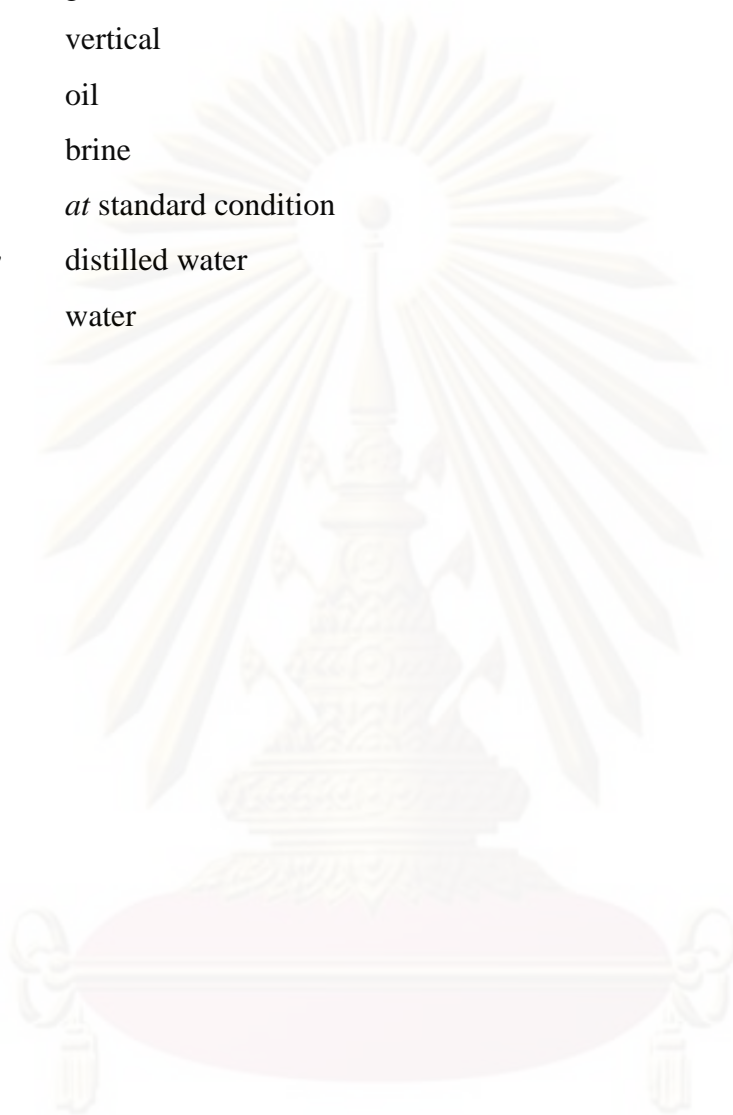 vertical
oil
brine
at standard condition
distilled water
water